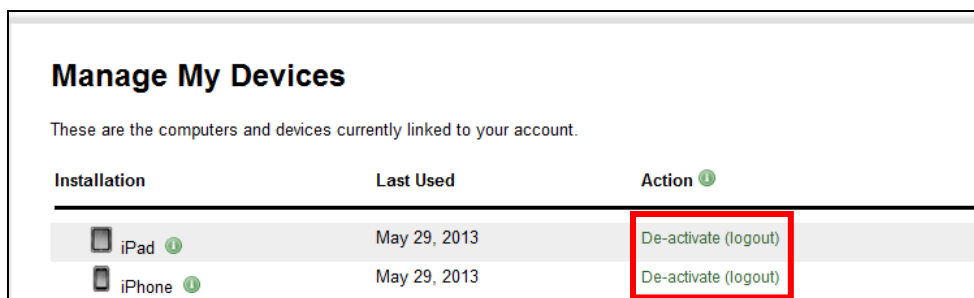 Manage My Devices
These are the computers and devices currently linked to your account.
Installation Last Used Action
iPad May 29, 2013 De-activate (logout)
iPhone May 29, 2013 De-activate (logout)